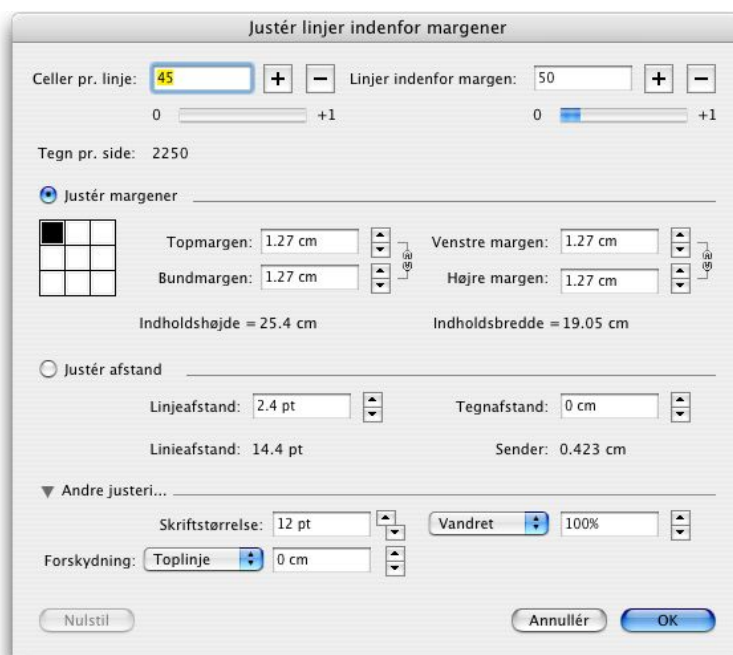 Justér linjer indenfor margener
Celler pr. linje: 45 + − Linjer indenfor margen: 50 + −
0 +1 0 +1
Tegn pr. side: 2250
Justér margener
Topmargen: 1.27 cm Venstre margen: 1.27 cm
Bundmargen: 1.27 cm Højre margen: 1.27 cm
Indholdshøjde = 25.4 cm Indholdsbredde = 19.05 cm
Justér afstand
Linjeafstand: 2.4 pt Tegnafstand: 0 cm
Linieafstand: 14.4 pt Sender: 0.423 cm
Andre justeri...
Skriftstørrelse: 12 pt Vandret 100%
Forskydning: Toplinje 0 cm
Nulstil Annullér OK